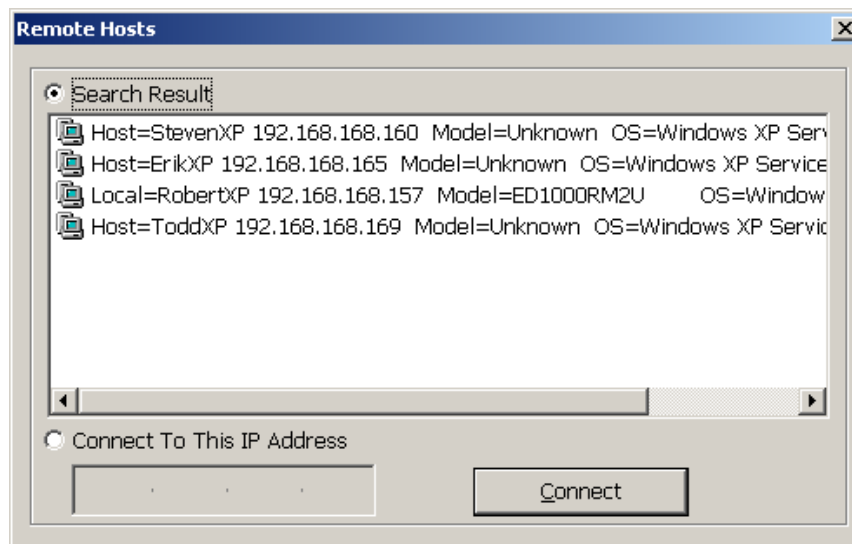 Remote Hosts
Search Result
Host=StevenXP 192.168.168.160 Model=Unknown OS=Windows XP Serv
Host=ErikXP 192.168.168.165 Model=Unknown OS=Windows XP Service
Local=RobertXP 192.168.168.157 Model=ED1000RM2U OS=Window
Host=ToddXP 192.168.168.169 Model=Unknown OS=Windows XP Servic
Connect To This IP Address
. . .
Connect